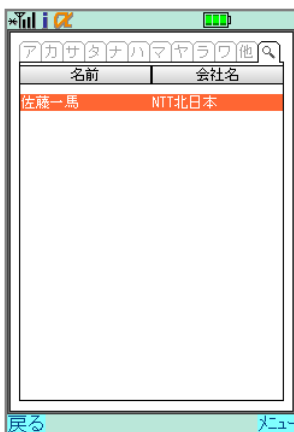 i α
ア カ サ タ ナ ハ マ ヤ ラ ワ 他
名前 会社名
佐藤一馬 NTT北日本
戻る メニュー